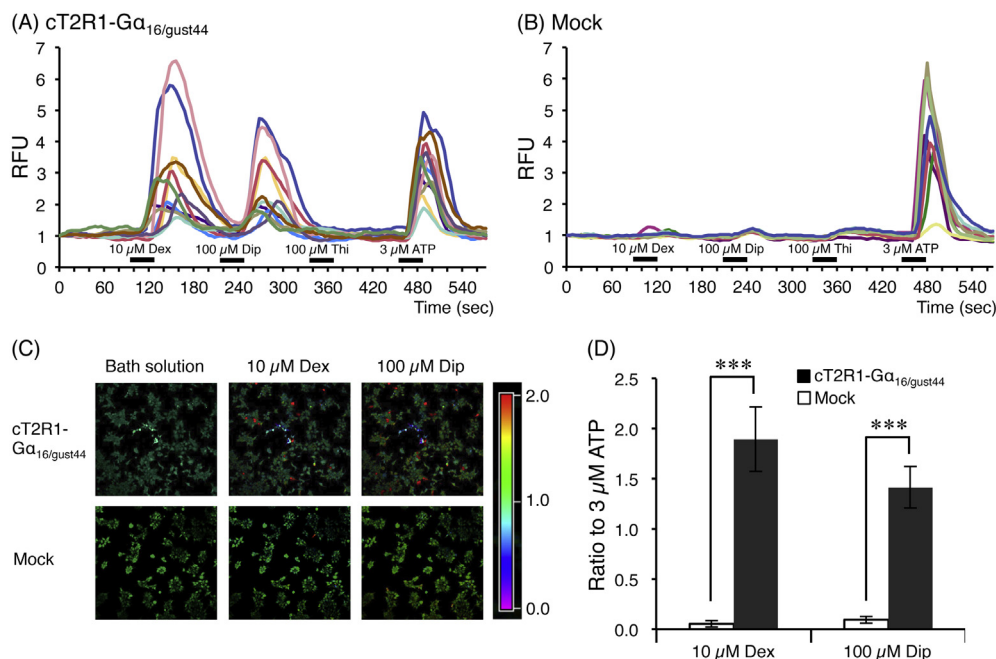 (A) cT2R1-Gα16/gust44
7
6
5
4
3
2
1
0
RFU
10 µM Dex
100 µM Dip
100 µM Thi
3 µM ATP
0 60 120 180 240 300 360 420 480 540
Time (sec)
(B) Mock
7
6
5
4
3
2
1
0
RFU
10 µM Dex
100 µM Dip
100 µM Thi
3 µM ATP
0 60 120 180 240 300 360 420 480 540
Time (sec)
(C)
Bath solution 10 µM Dex 100 µM Dip
cT2R1-
Gα16/gust44
Mock
2.0
1.0
0.0
(D)
2.5
2.0
1.5
1.0
0.5
0.0
Ratio to 3 µM ATP
***
***
cT2R1-Gα16/gust44
Mock
10 µM Dex 100 µM Dip